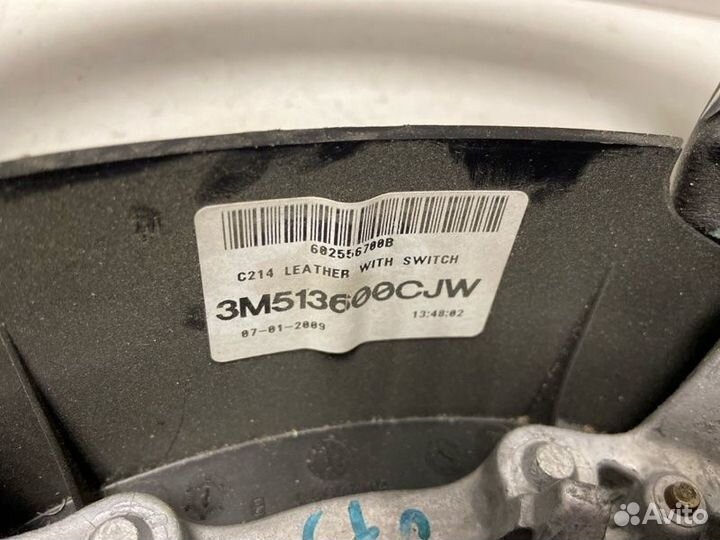 602556700B
C214 LEATHER WITH SWITCH
3M513600CJW
07-01-2009 13:48:02
Avito